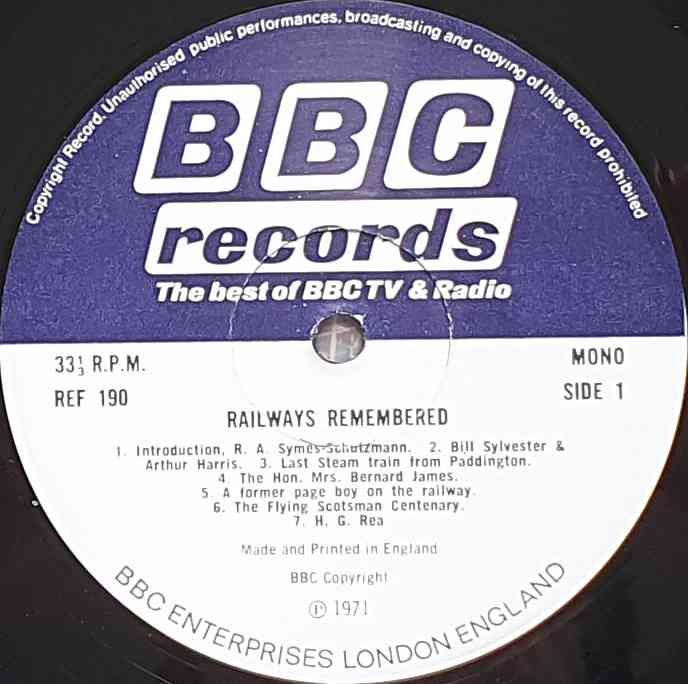 Copyright Record. Unauthorised public performances, broadcasting and copying of this record prohibited
BBC
records
The best of BBC TV & Radio
33⅓ R.P.M.
MONO
REF 190
SIDE 1
RAILWAYS REMEMBERED
1. Introduction, R. A. Symes-Schutzmann. 2. Bill Sylvester &
Arthur Harris. 3. Last Steam train from Paddington.
4. The Hon. Mrs. Bernard James.
5. A former page boy on the railway.
6. The Flying Scotsman Centenary.
7. H. G. Rea
Made and Printed in England
BBC Copyright
Ⓟ 1971
BBC ENTERPRISES LONDON ENGLAND